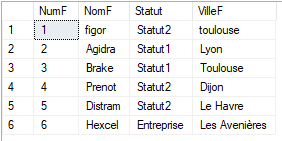 NumF NomF Statut VilleF
1 1 figor Statut2 toulouse
2 2 Agidra Statut1 Lyon
3 3 Brake Statut1 Toulouse
4 4 Prenot Statut2 Dijon
5 5 Distram Statut2 Le Havre
6 6 Hexcel Entreprise Les Avenières